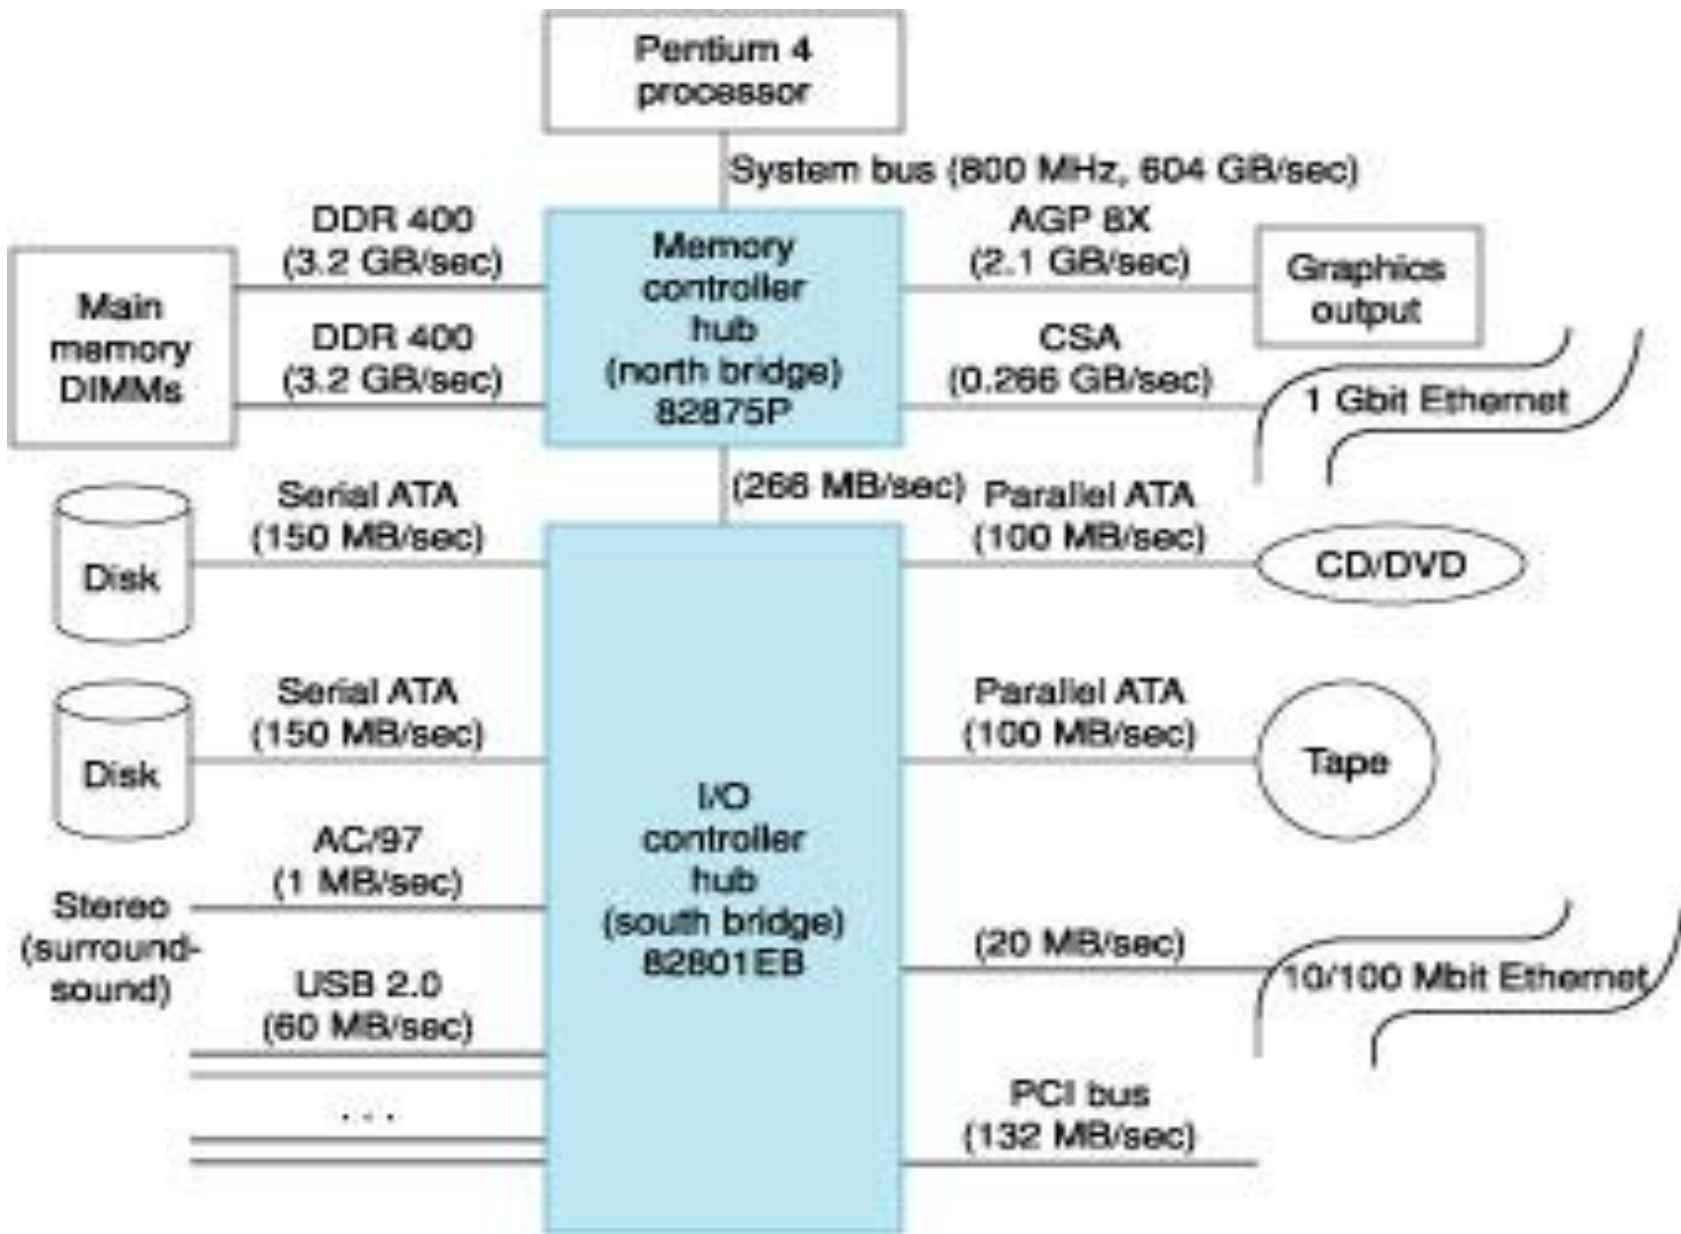 Pentium 4
processor
System bus (800 MHz, 604 GB/sec)
DDR 400
(3.2 GB/sec)
Memory
controller
hub
(north bridge)
82875P
AGP 8X
(2.1 GB/sec)
Graphics
output
Main
memory
DIMMs
DDR 400
(3.2 GB/sec)
CSA
(0.266 GB/sec)
1 Gbit Ethernet
(266 MB/sec)
Serial ATA
(150 MB/sec)
Disk
Parallel ATA
(100 MB/sec)
CD/DVD
Serial ATA
(150 MB/sec)
Disk
Parallel ATA
(100 MB/sec)
Tape
I/O
controller
hub
(south bridge)
82801EB
AC/97
(1 MB/sec)
Stereo
(surround-
sound)
USB 2.0
(60 MB/sec)
. . .
(20 MB/sec)
10/100 Mbit Ethernet
PCI bus
(132 MB/sec)